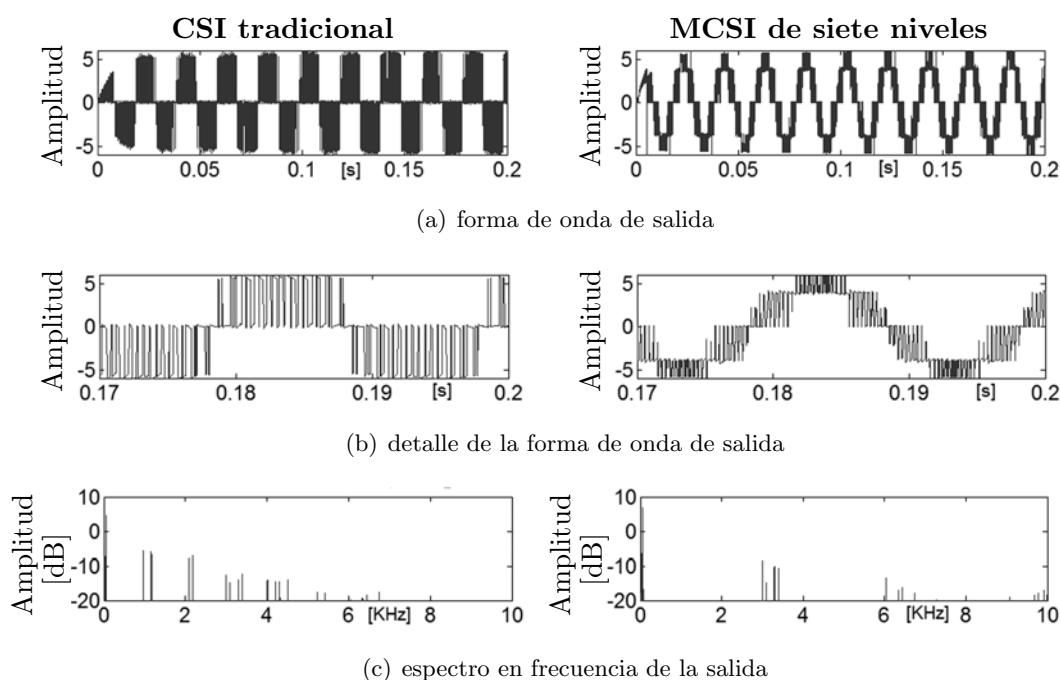 CSI tradicional
MCSI de siete niveles
Amplitud
5
0
-5
0
0.05
0.1
[s]
0.15
0.2
Amplitud
5
0
-5
0
0.05
0.1
[s]
0.15
0.2
(a) forma de onda de salida
Amplitud
5
0
-5
0.17
0.18
0.19
[s]
0.2
Amplitud
5
0
-5
0.17
0.18
0.19
[s]
0.2
(b) detalle de la forma de onda de salida
Amplitud
[dB]
10
0
-10
-20
0
2
4
6
[KHz]
8
10
Amplitud
[dB]
10
0
-10
-20
0
2
4
6
[KHz]
8
10
(c) espectro en frecuencia de la salida